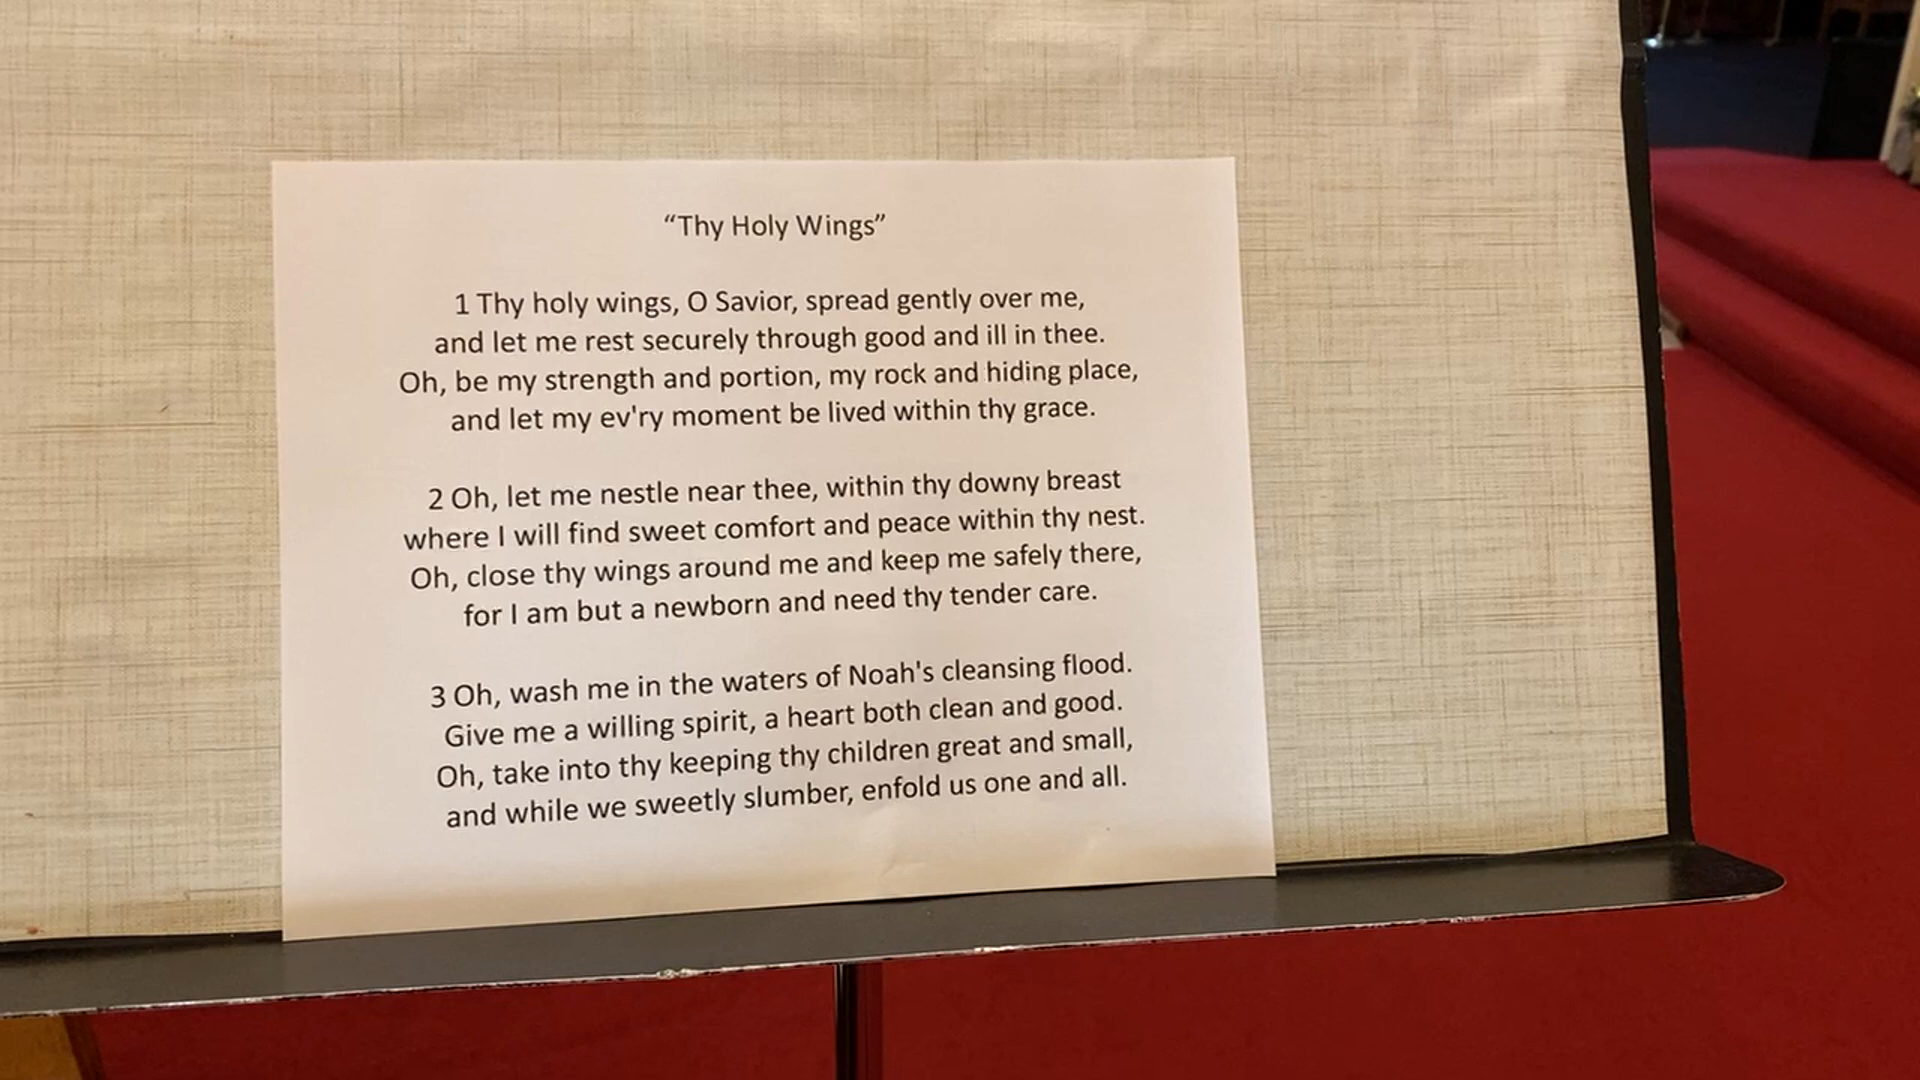 “Thy Holy Wings”
1 Thy holy wings, O Savior, spread gently over me,
and let me rest securely through good and ill in thee.
Oh, be my strength and portion, my rock and hiding place,
and let my ev'ry moment be lived within thy grace.
2 Oh, let me nestle near thee, within thy downy breast
where I will find sweet comfort and peace within thy nest.
Oh, close thy wings around me and keep me safely there,
for I am but a newborn and need thy tender care.
3 Oh, wash me in the waters of Noah's cleansing flood.
Give me a willing spirit, a heart both clean and good.
Oh, take into thy keeping thy children great and small,
and while we sweetly slumber, enfold us one and all.